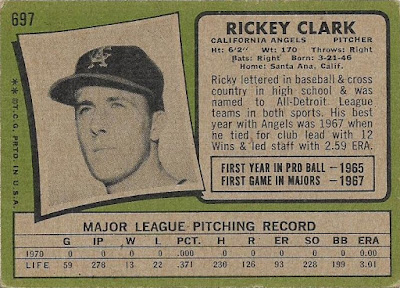 697
RICKEY CLARK
CALIFORNIA ANGELS PITCHER
Ht: 6'2" Wt: 170 Throws: Right
Bats: Right Born: 3-21-46
Home: Santa Ana, Calif.
Ricky lettered in baseball & cross
country in high school & was
named to All-Detroit. League
teams in both sports. His best
year with Angels was 1967 when
he tied for club lead with 12
Wins & led staff with 2.59 ERA.
FIRST YEAR IN PRO BALL - 1965
FIRST GAME IN MAJORS - 1967
** ©T.C.G. PRTD. IN U.S.A.
MAJOR LEAGUE PITCHING RECORD
G IP W L PCT. H R ER SO BB ERA
1970 0 0 0 0 .000 0 0 0 0 0 0.00
LIFE 59 278 13 22 .371 230 126 93 228 199 3.01